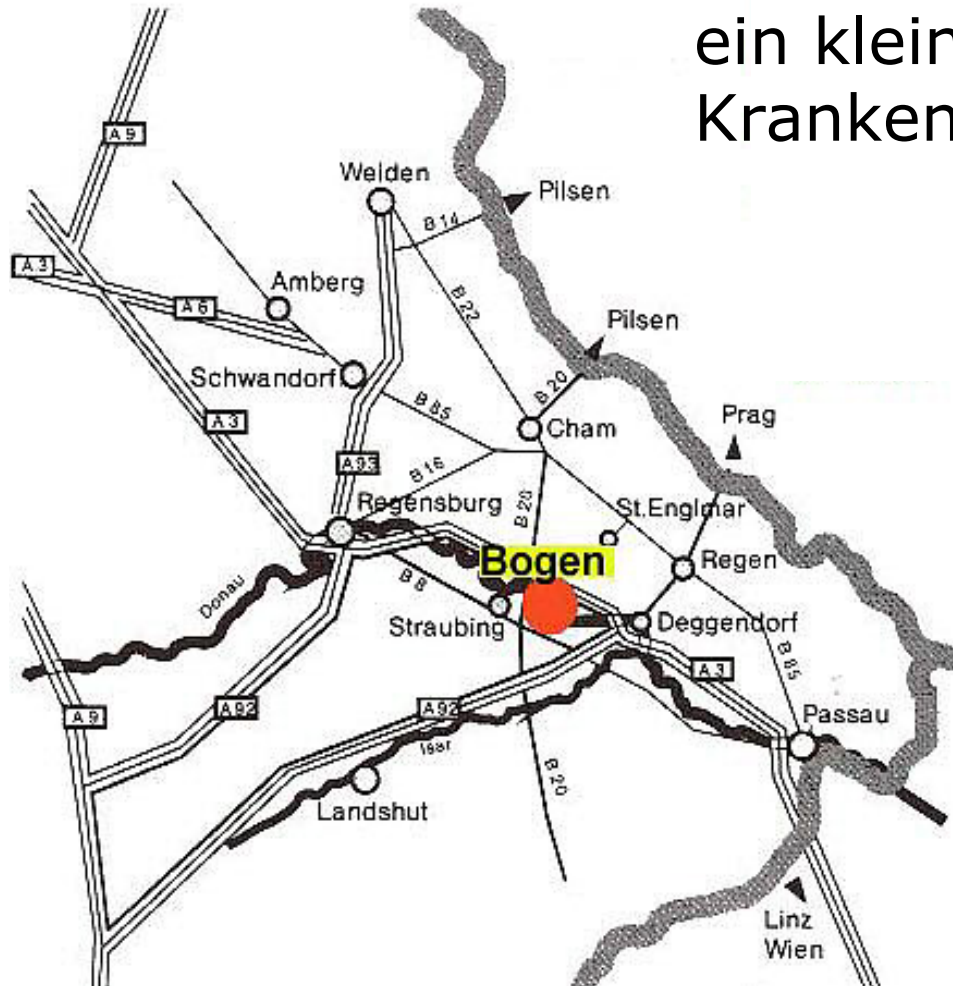 ein klein
Kranken
A 9
Weiden
Pilsen
B 14
A 3
Amberg
A 6
B 22
Pilsen
Schwandorf
B 20
B 85
Prag
A 3
Cham
A 93
B 16
Regensburg
B 20
St.Englmar
Bogen
Regen
B 8
Donau
Straubing
Deggendorf
B 85
A 3
A 9
A 92
A 92
Passau
Isar
B 20
Landshut
Linz
Wien